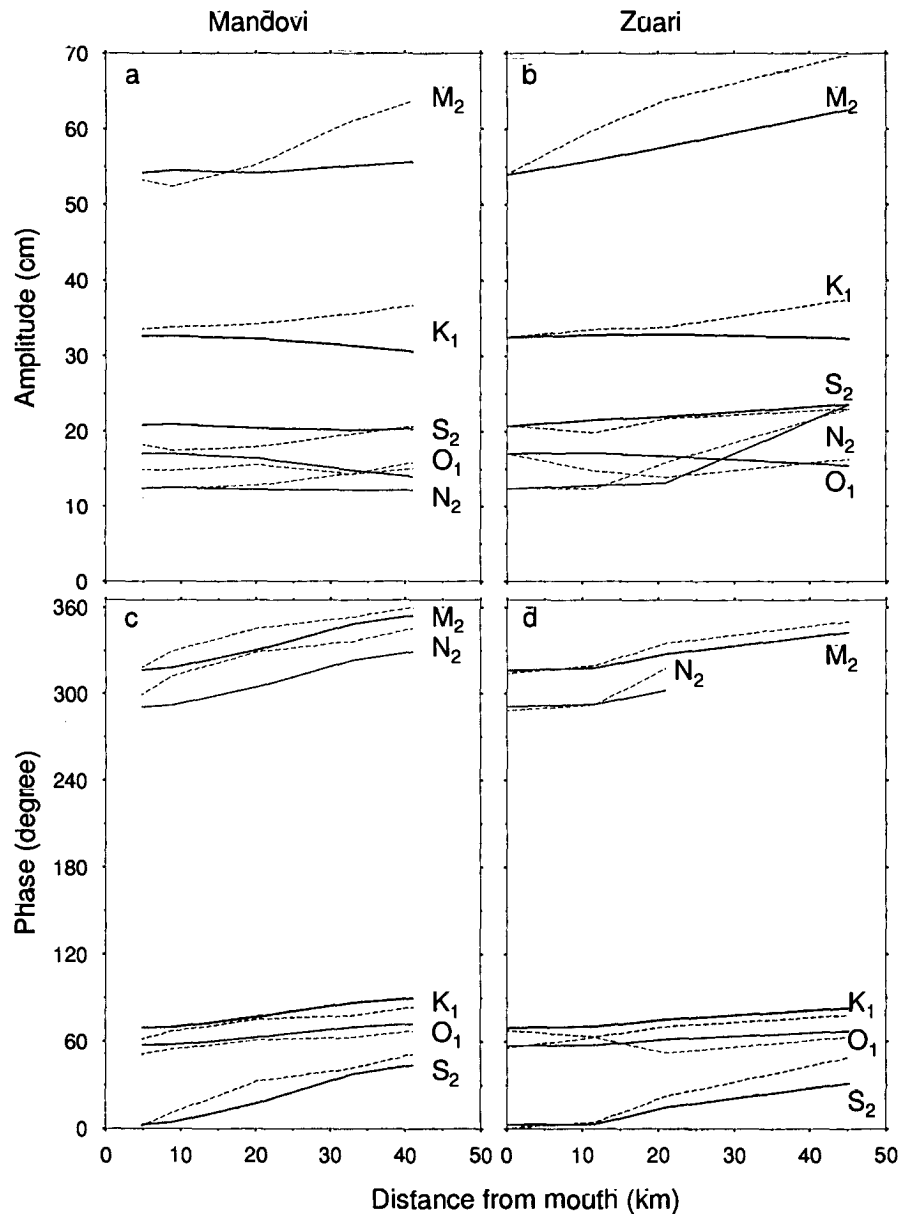 Mandovi
Zuari
a
b
70
60
50
40
30
20
10
0
Amplitude (cm)
M₂
K₁
S₂
O₁
N₂
M₂
K₁
S₂
N₂
O₁
c
d
360
300
240
180
120
60
0
Phase (degree)
M₂
N₂
K₁
O₁
S₂
M₂
N₂
K₁
O₁
S₂
0 10 20 30 40 50
0 10 20 30 40 50
Distance from mouth (km)